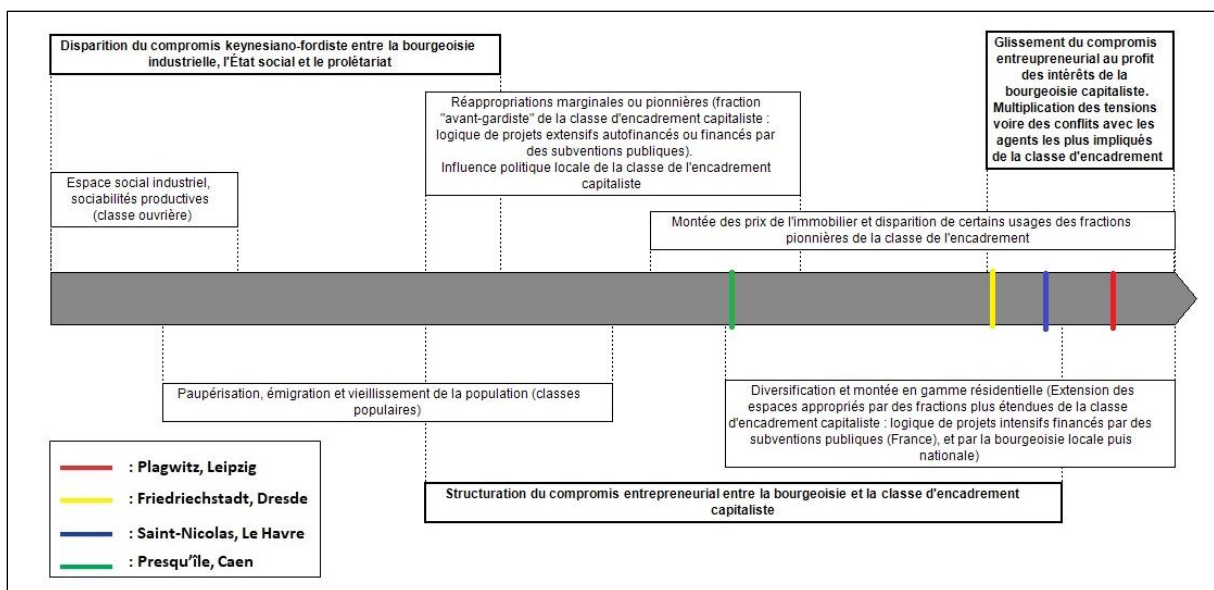 Disparition du compromis keynesiano-fordiste entre la bourgeoisie
industrielle, l'État social et le prolétariat
Glissement du compromis
entreupreneurial au profit
des intérêts de la
bourgeoisie capitaliste.
Multiplication des tensions
voire des conflits avec les
agents les plus impliqués
de la classe d'encadrement
Réappropriations marginales ou pionnières (fraction
"avant-gardiste" de la classe d'encadrement capitaliste :
logique de projets extensifs autofinancés ou financés par
des subventions publiques).
Influence politique locale de la classe de l'encadrement
capitaliste
Espace social industriel,
sociabilités productives
(classe ouvrière)
Montée des prix de l'immobilier et disparition de certains usages des fractions
pionnières de la classe de l'encadrement
Paupérisation, émigration et vieillissement de la population (classes
populaires)
Diversification et montée en gamme résidentielle (Extension des
espaces appropriés par des fractions plus étendues de la classe
d'encadrement capitaliste : logique de projets intensifs financés par des
subventions publiques (France), et par la bourgeoisie locale puis
nationale)
Structuration du compromis entrepreneurial entre la bourgeoisie et la classe d'encadrement
capitaliste
: Plagwitz, Leipzig
: Friedriechstadt, Dresde
: Saint-Nicolas, Le Havre
: Presqu'île, Caen